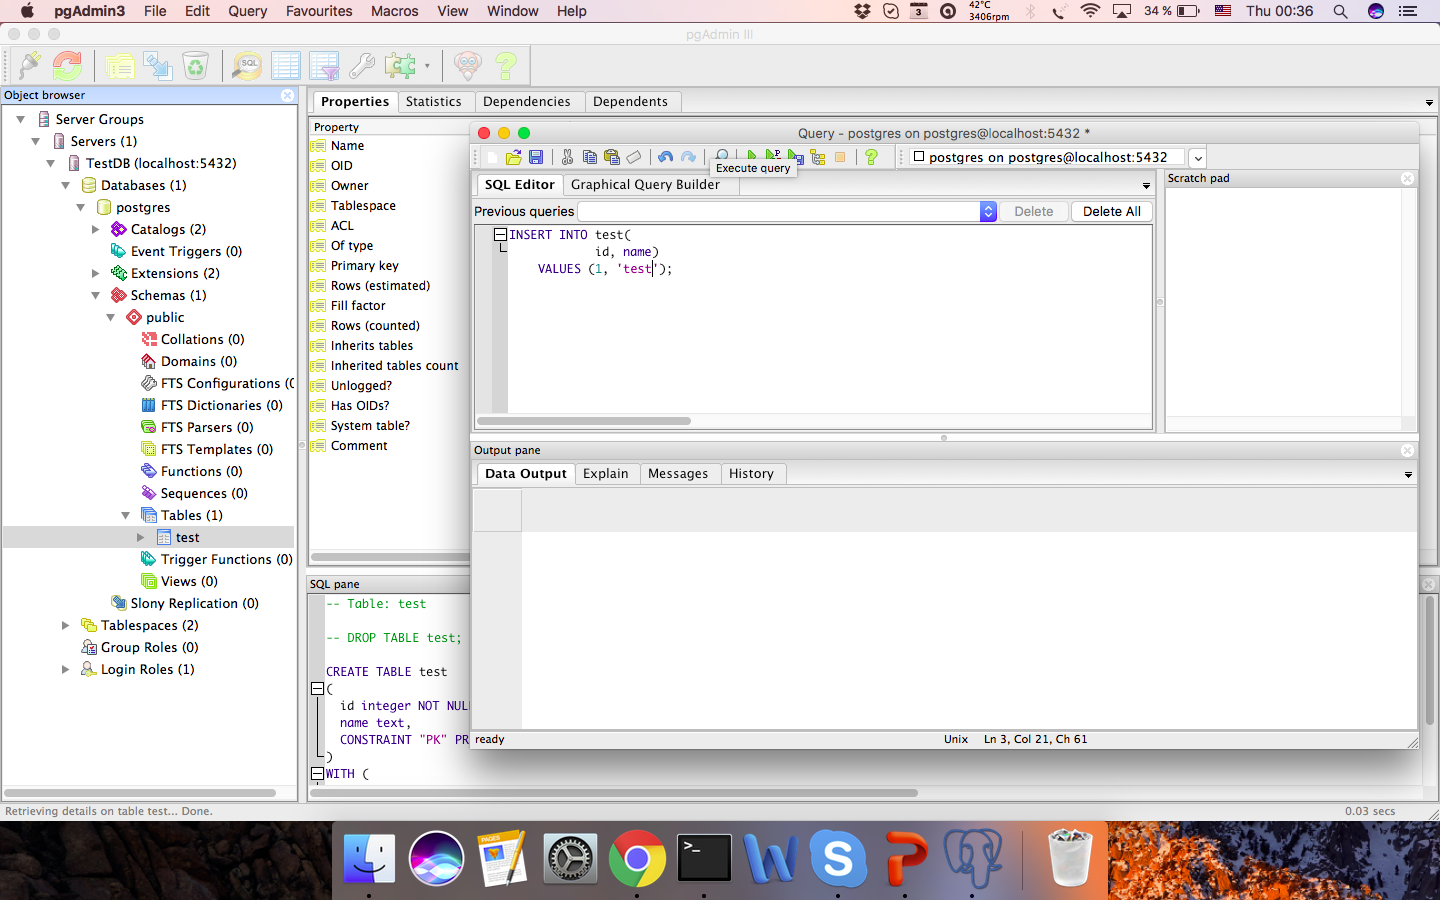 pgAdmin3 File Edit Query Favourites Macros View Window Help
3
42°C
3406rpm
34 %
Thu 00:36
pgAdmin III
SQL
Object browser
Server Groups
Servers (1)
TestDB (localhost:5432)
Databases (1)
postgres
Catalogs (2)
Event Triggers (0)
Extensions (2)
Schemas (1)
public
Collations (0)
Domains (0)
FTS Configurations (
FTS Dictionaries (0)
FTS Parsers (0)
FTS Templates (0)
Functions (0)
Sequences (0)
Tables (1)
test
Trigger Functions (0)
Views (0)
Slony Replication (0)
Tablespaces (2)
Group Roles (0)
Login Roles (1)
Properties Statistics Dependencies Dependents
Property
Name
OID
Owner
Tablespace
ACL
Of type
Primary key
Rows (estimated)
Fill factor
Rows (counted)
Inherits tables
Inherited tables count
Unlogged?
Has OIDs?
System table?
Comment
SQL pane
-- Table: test
-- DROP TABLE test;
CREATE TABLE test
(
id integer NOT NUL
name text,
CONSTRAINT "PK" PR
)
WITH (
Query - postgres on postgres@localhost:5432 *
postgres on postgres@localhost:5432
Execute query
SQL Editor Graphical Query Builder
Previous queries Delete Delete All
INSERT INTO test(
id, name)
VALUES (1, 'test');
Scratch pad
Output pane
Data Output Explain Messages History
ready Unix Ln 3, Col 21, Ch 61
Retrieving details on table test... Done. 0.03 secs
PAGES
>_
W
S
P